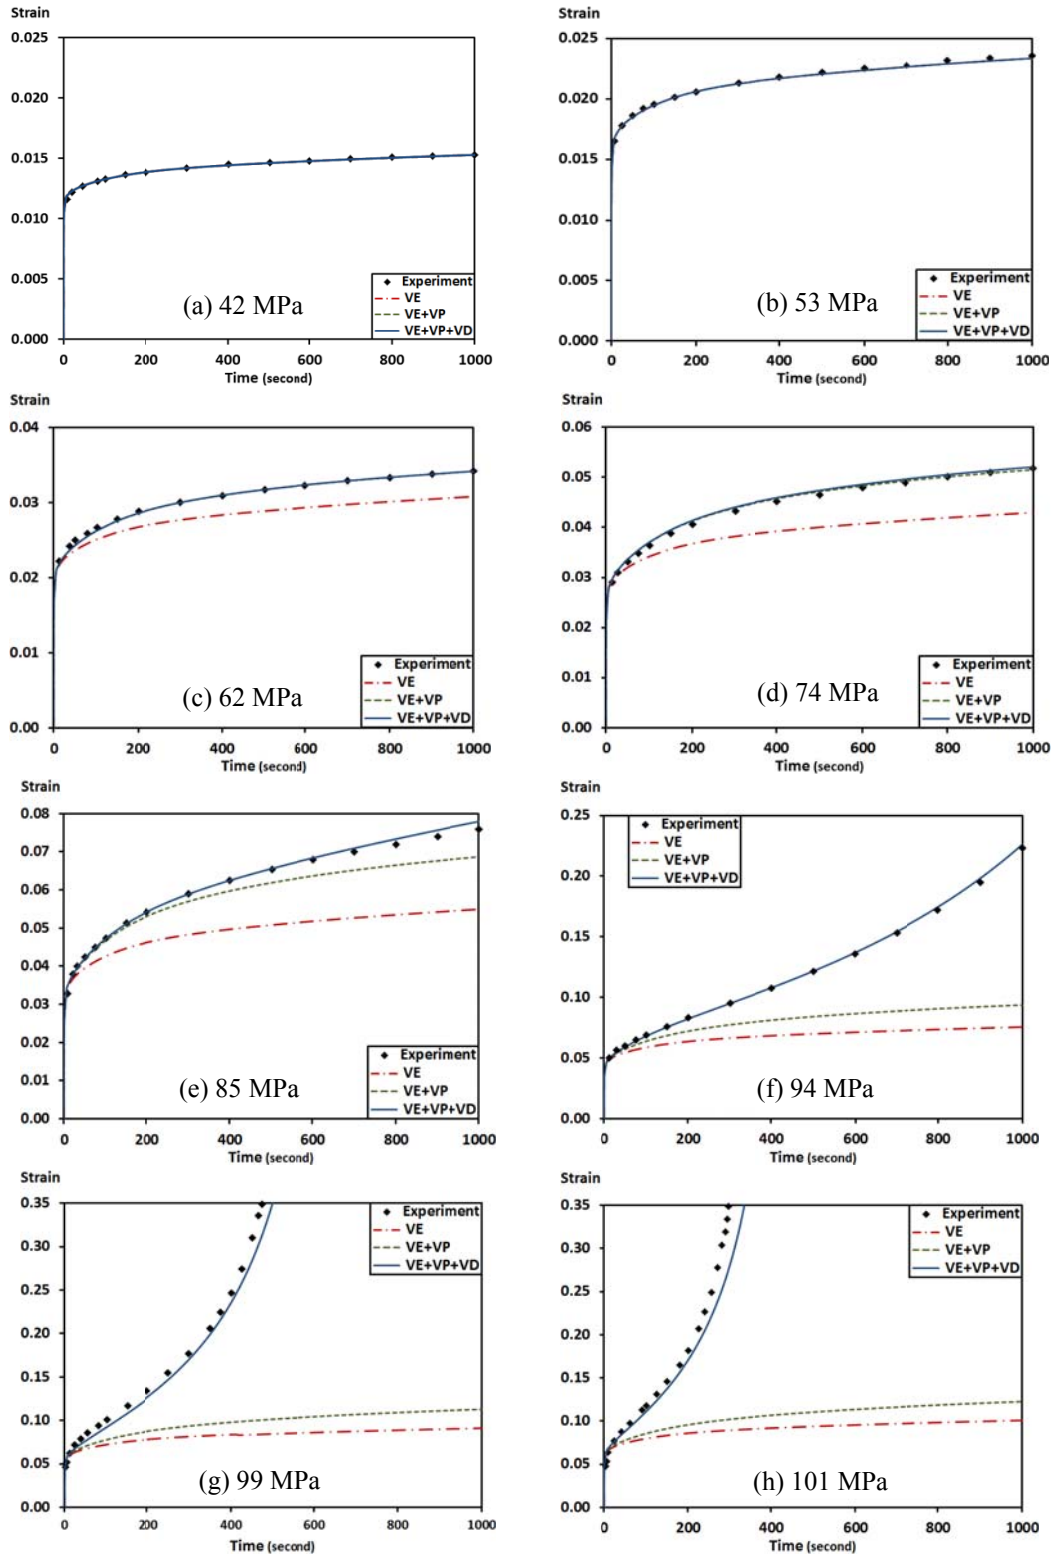 Strain
0.025
0.020
0.015
0.010
0.005
0.000
Experiment
VE
VE+VP
VE+VP+VD
(a) 42 MPa
0 200 400 600 800 1000
Time (second)
Strain
0.025
0.020
0.015
0.010
0.005
0.000
Experiment
VE
VE+VP
VE+VP+VD
(b) 53 MPa
0 200 400 600 800 1000
Time (second)
Strain
0.04
0.03
0.02
0.01
0.00
Experiment
VE
VE+VP
VE+VP+VD
(c) 62 MPa
0 200 400 600 800 1000
Time (second)
Strain
0.06
0.05
0.04
0.03
0.02
0.01
0.00
Experiment
VE
VE+VP
VE+VP+VD
(d) 74 MPa
0 200 400 600 800 1000
Time (second)
Strain
0.08
0.07
0.06
0.05
0.04
0.03
0.02
0.01
0.00
Experiment
VE
VE+VP
VE+VP+VD
(e) 85 MPa
0 200 400 600 800 1000
Time (second)
Strain
0.25
0.20
0.15
0.10
0.05
0.00
Experiment
VE
VE+VP
VE+VP+VD
(f) 94 MPa
0 200 400 600 800 1000
Time (second)
Strain
0.35
0.30
0.25
0.20
0.15
0.10
0.05
0.00
Experiment
VE
VE+VP
VE+VP+VD
(g) 99 MPa
0 200 400 600 800 1000
Time (second)
Strain
0.35
0.30
0.25
0.20
0.15
0.10
0.05
0.00
Experiment
VE
VE+VP
VE+VP+VD
(h) 101 MPa
0 200 400 600 800 1000
Time (second)